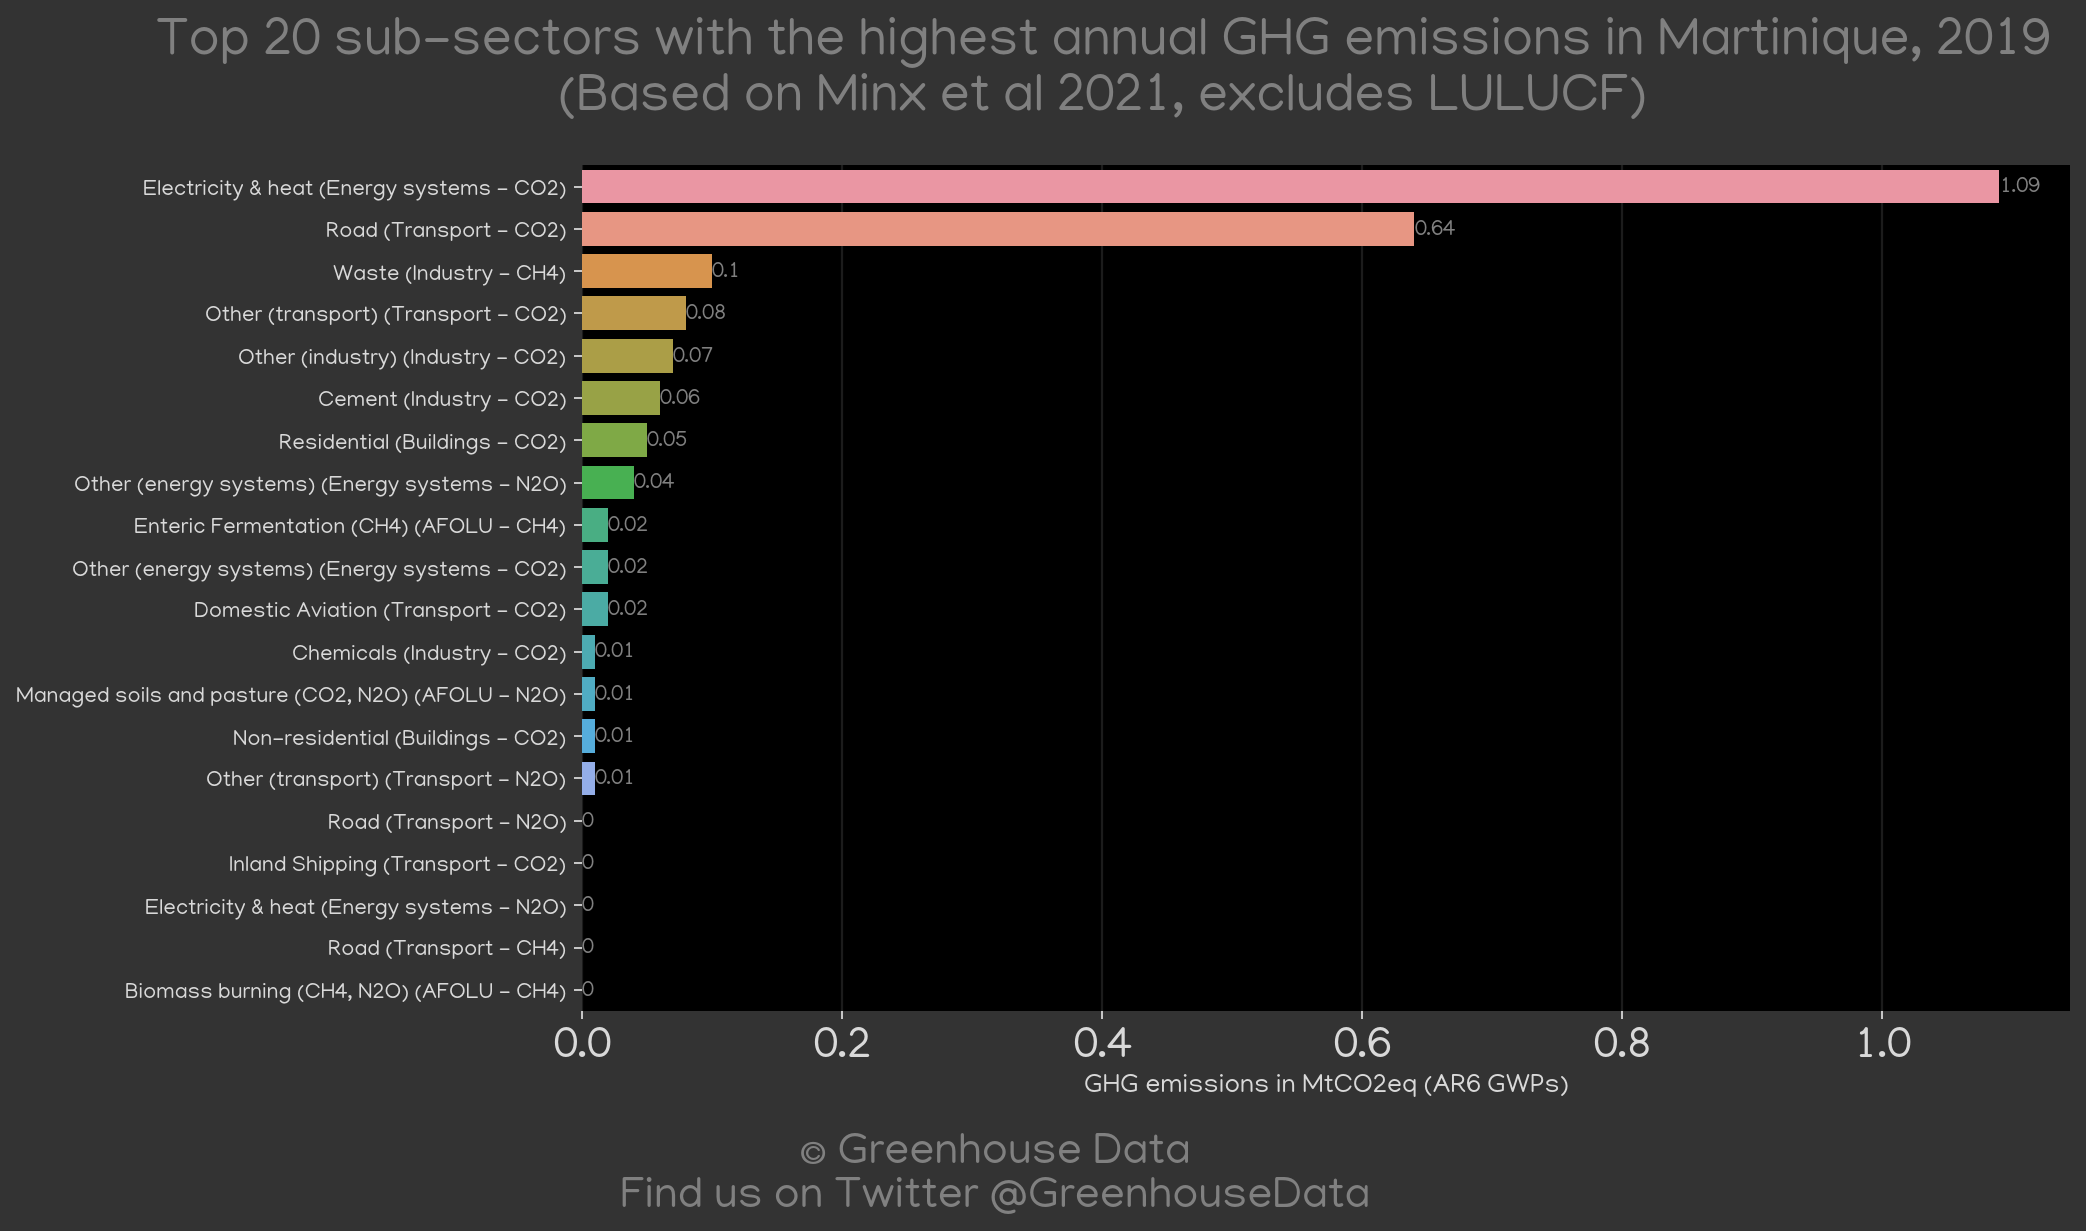 Top 20 sub-sectors with the highest annual GHG emissions in Martinique, 2019
(Based on Minx et al 2021, excludes LULUCF)
Electricity & heat (Energy systems - CO2) 1.09
Road (Transport - CO2) 0.64
Waste (Industry - CH4) 0.1
Other (transport) (Transport - CO2) 0.08
Other (industry) (Industry - CO2) 0.07
Cement (Industry - CO2) 0.06
Residential (Buildings - CO2) 0.05
Other (energy systems) (Energy systems - N2O) 0.04
Enteric Fermentation (CH4) (AFOLU - CH4) 0.02
Other (energy systems) (Energy systems - CO2) 0.02
Domestic Aviation (Transport - CO2) 0.02
Chemicals (Industry - CO2) 0.01
Managed soils and pasture (CO2, N2O) (AFOLU - N2O) 0.01
Non-residential (Buildings - CO2) 0.01
Other (transport) (Transport - N2O) 0.01
Road (Transport - N2O) 0
Inland Shipping (Transport - CO2) 0
Electricity & heat (Energy systems - N2O) 0
Road (Transport - CH4) 0
Biomass burning (CH4, N2O) (AFOLU - CH4) 0
0.0 0.2 0.4 0.6 0.8 1.0
GHG emissions in MtCO2eq (AR6 GWPs)
© Greenhouse Data
Find us on Twitter @GreenhouseData